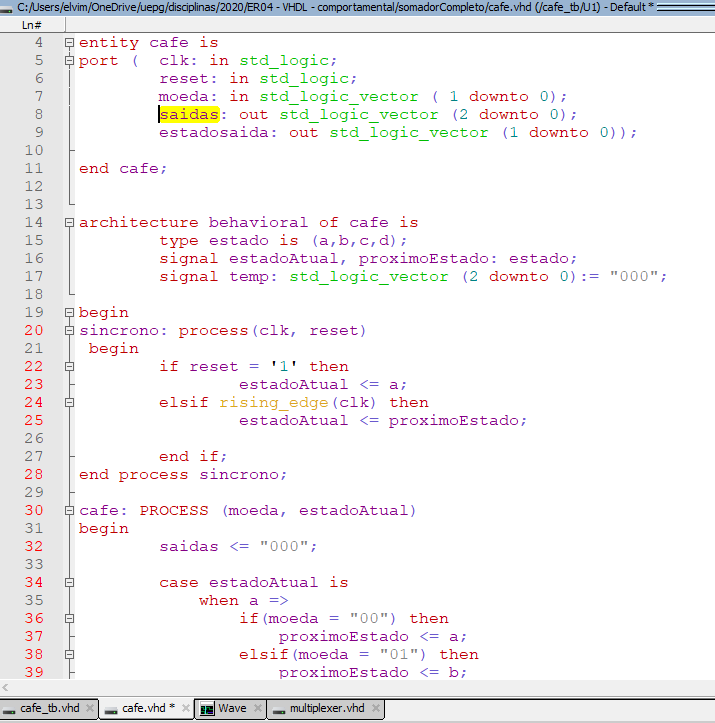 C:/Users/elvim/OneDrive/uepg/disciplinas/2020/ER04 - VHDL - comportamental/somadorCompleto/cafe.vhd (/cafe_tb/U1) - Default *
Ln#
4 entity cafe is
5 port (  clk: in std_logic;
6         reset: in std_logic;
7         moeda: in std_logic_vector ( 1 downto 0);
8         saidas: out std_logic_vector (2 downto 0);
9         estadosaida: out std_logic_vector (1 downto 0));
10
11 end cafe;
12
13
14 architecture behavioral of cafe is
15         type estado is (a,b,c,d);
16         signal estadoAtual, proximoEstado: estado;
17         signal temp: std_logic_vector (2 downto 0):= "000";
18
19 begin
20 sincrono: process(clk, reset)
21  begin
22         if reset = '1' then
23                 estadoAtual <= a;
24         elsif rising_edge(clk) then
25                 estadoAtual <= proximoEstado;
26
27         end if;
28 end process sincrono;
29
30 cafe: PROCESS (moeda, estadoAtual)
31 begin
32         saidas <= "000";
33
34         case estadoAtual is
35             when a =>
36                 if(moeda = "00") then
37                     proximoEstado <= a;
38                 elsif(moeda = "01") then
39                     proximoEstado <= b;
cafe_tb.vhd cafe.vhd * Wave multiplexer.vhd